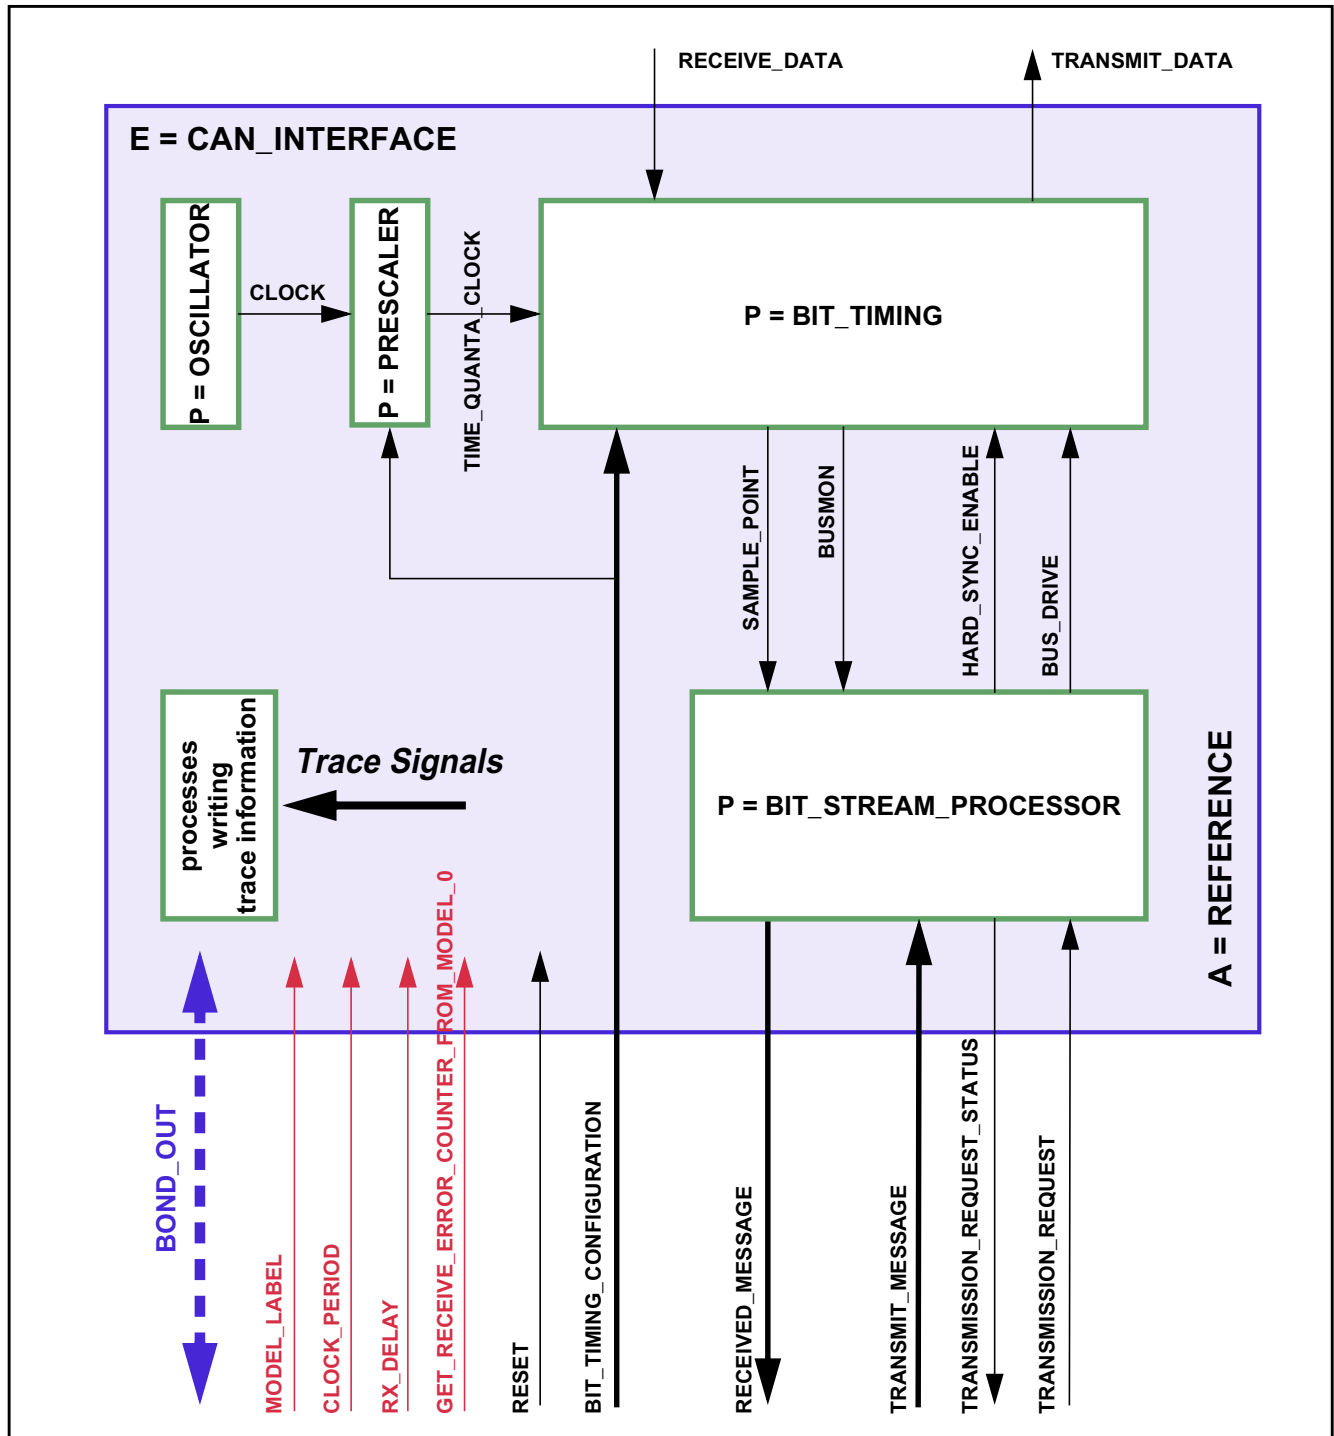 RECEIVE_DATA
TRANSMIT_DATA
E = CAN_INTERFACE
P = OSCILLATOR
CLOCK
P = PRESCALER
TIME_QUANTA_CLOCK
P = BIT_TIMING
SAMPLE_POINT
BUSMON
HARD_SYNC_ENABLE
BUS_DRIVE
processes
writing
trace information
Trace Signals
P = BIT_STREAM_PROCESSOR
A = REFERENCE
BOND_OUT
MODEL_LABEL
CLOCK_PERIOD
RX_DELAY
GET_RECEIVE_ERROR_COUNTER_FROM_MODEL_0
RESET
BIT_TIMING_CONFIGURATION
RECEIVED_MESSAGE
TRANSMIT_MESSAGE
TRANSMISSION_REQUEST_STATUS
TRANSMISSION_REQUEST